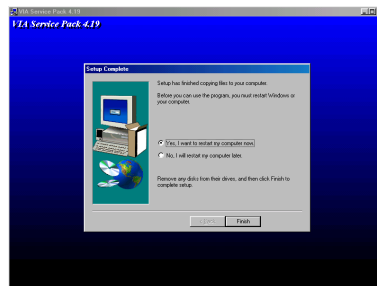 VIA Service Pack 4.19
VIA Service Pack 4.19
Setup Complete
Setup has finished copying files to your computer.
Before you can use the program, you must restart Windows or
your computer.
Yes, I want to restart my computer now.
No, I will restart my computer later.
Remove any disks from their drives, and then click Finish to
complete setup.
Finish